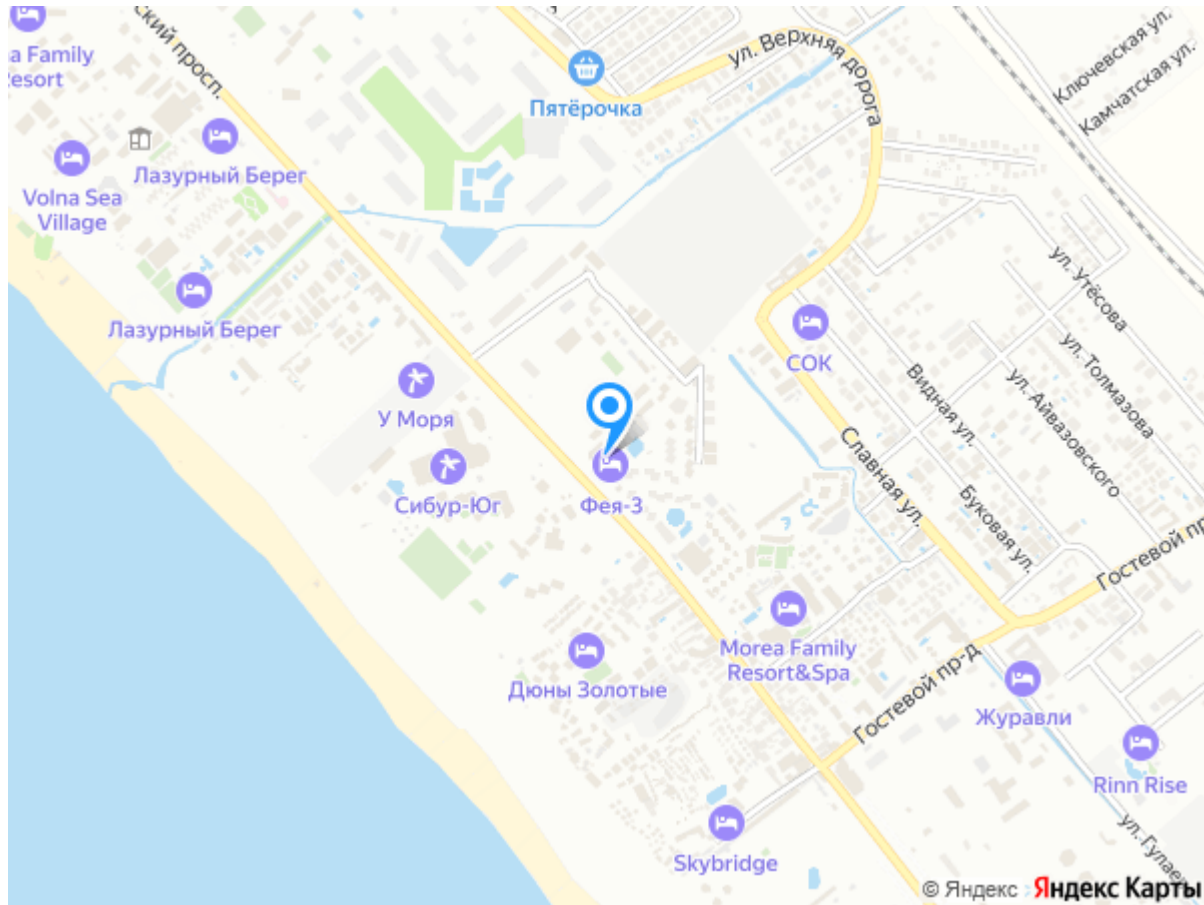 a Family
Resort
ский просп.
ул. Верхняя дорога
Ключевская ул.
Камчатская ул.
Пятёрочка
Лазурный Берег
Volna Sea
Village
Лазурный Берег
ул. Утёсова
СОК
У Моря
Видная ул.
ул. Толмазова
ул. Айвазовского
Славная ул.
Сибур-Юг
Фея-3
Буковая ул.
Гостевой пр
Morea Family
Resort&Spa
Дюны Золотые
Гостевой пр-д
Журавли
Rinn Rise
Skybridge
ул. Гулаев
© Яндекс Яндекс Карты